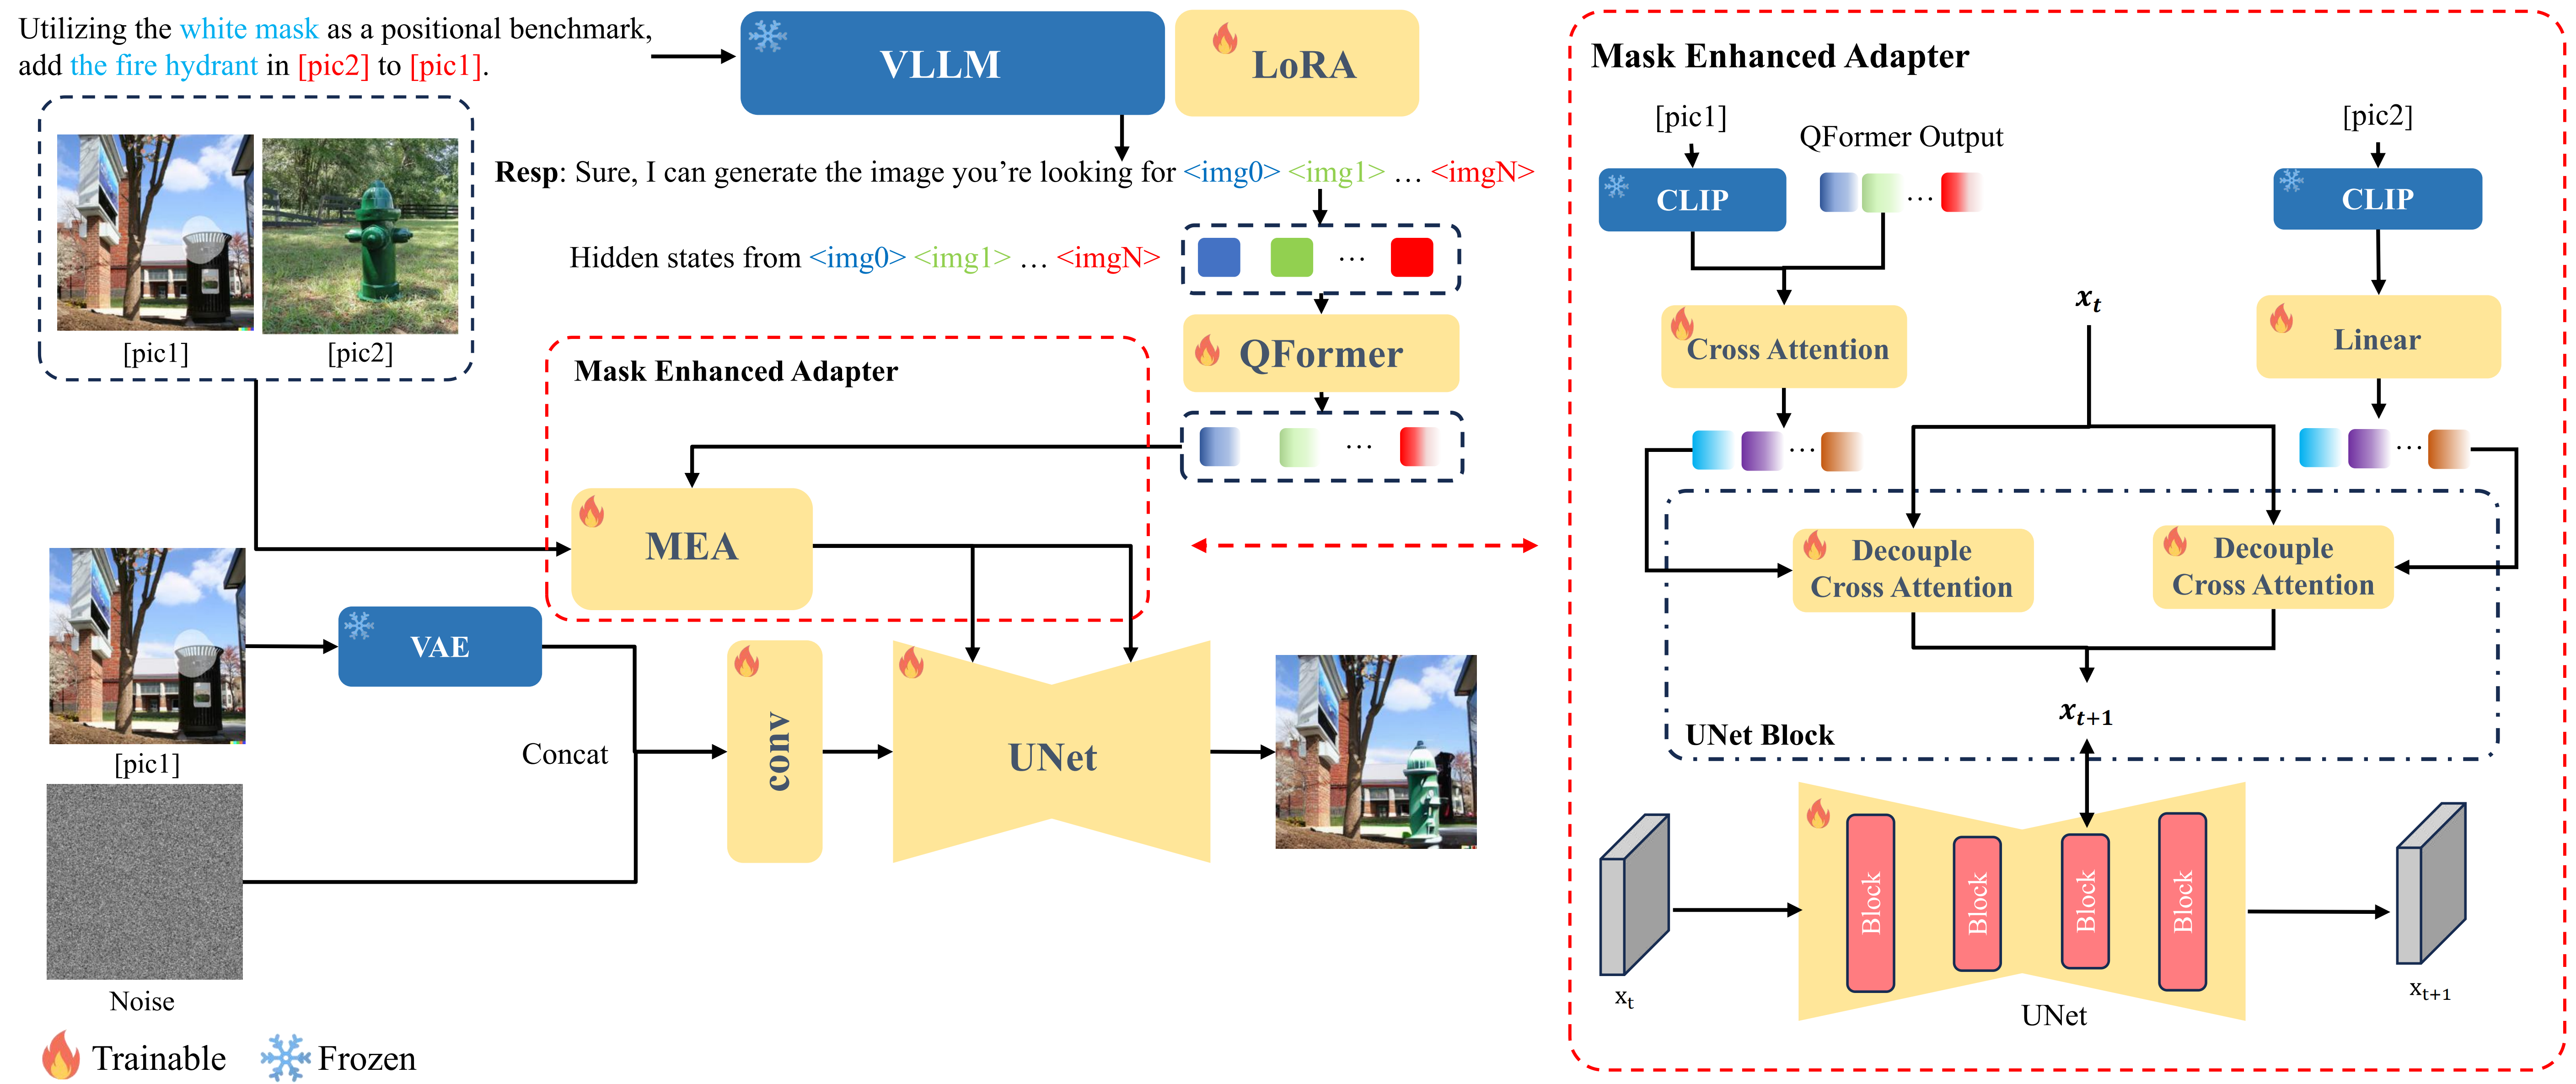 Utilizing the white mask as a positional benchmark,
add the fire hydrant in [pic2] to [pic1].
[pic1]
[pic2]
VLLM
LoRA
Resp: Sure, I can generate the image you're looking for <img0> <img1> … <imgN>
Hidden states from <img0> <img1> … <imgN>
...
QFormer
...
Mask Enhanced Adapter
MEA
[pic1]
VAE
Noise
Concat
conv
UNet
Trainable
Frozen
Mask Enhanced Adapter
[pic1]
QFormer Output
[pic2]
CLIP
...
CLIP
Cross Attention
x_t
Linear
...
...
Decouple
Cross Attention
Decouple
Cross Attention
x_{t+1}
UNet Block
Block
Block
Block
Block
x_t
UNet
x_{t+1}